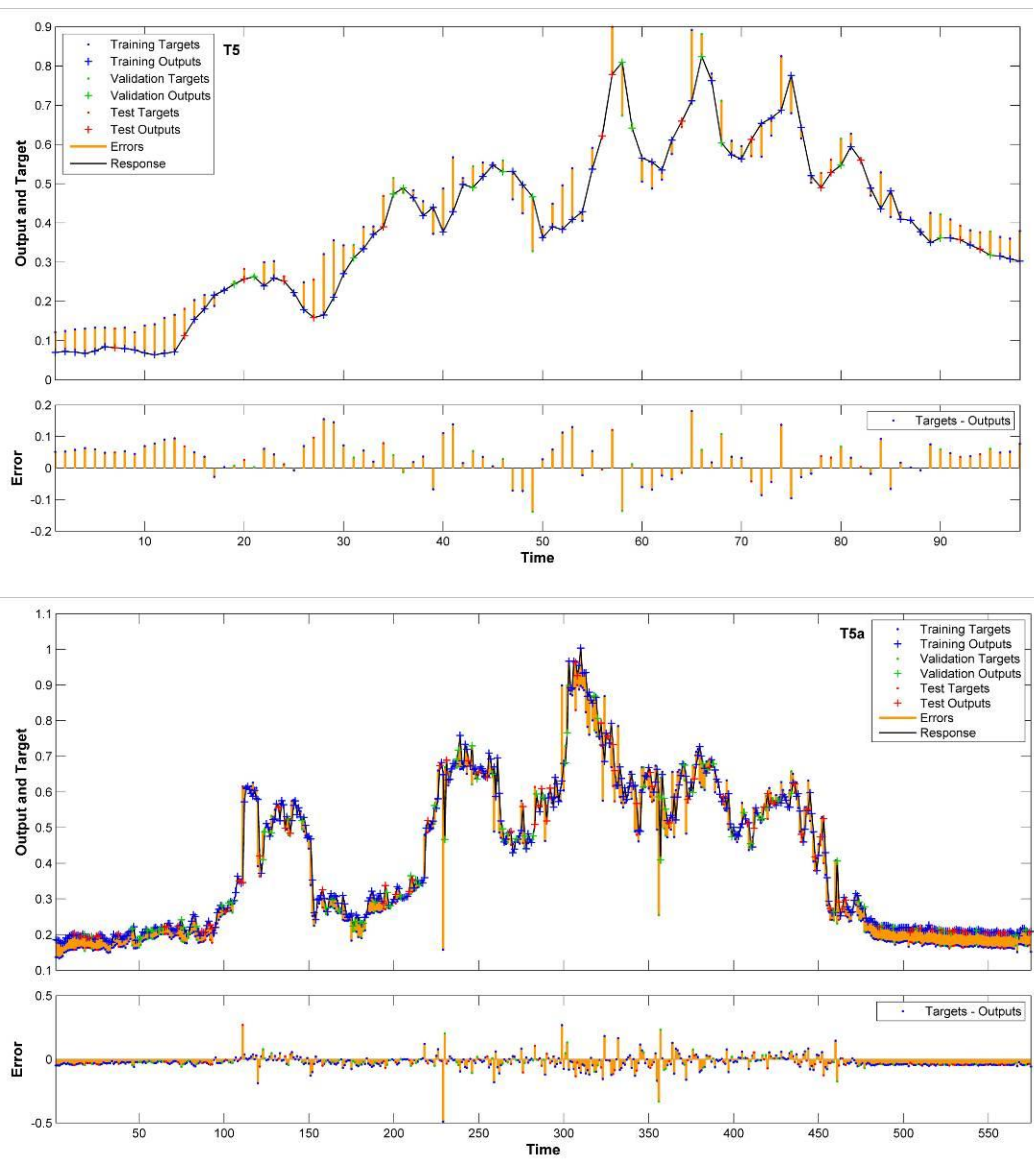 0.9
Training Targets
T5
Training Outputs
0.8
Validation Targets
0.7
Validation Outputs
Test Targets
Test Outputs
0.6
Errors
Response
0.5
0.4
0.3
0.2
0.1
0
Output and Target
0.2
Targets - Outputs
0.1
0
-0.1
-0.2
Error
10 20 30 40 50 60 70 80 90
Time
1.1
T5a
Training Targets
1
Training Outputs
Validation Targets
0.9
Validation Outputs
Test Targets
Test Outputs
0.8
Errors
Response
0.7
0.6
0.5
0.4
0.3
0.2
0.1
Output and Target
0.5
Targets - Outputs
0
-0.5
Error
50 100 150 200 250 300 350 400 450 500 550
Time